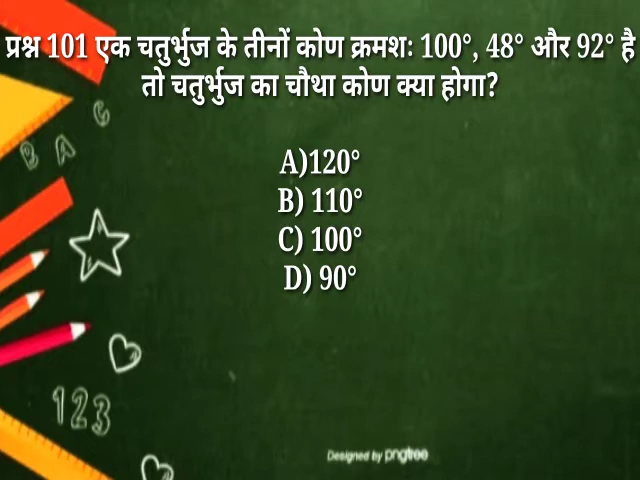 प्रश्न 101 एक चतुर्भुज के तीनों कोण क्रमशः 100°, 48° और 92° है
तो चतुर्भुज का चौथा कोण क्या होगा?
A)120°
B) 110°
C) 100°
D) 90°
B A C
123
Designed by pngtree